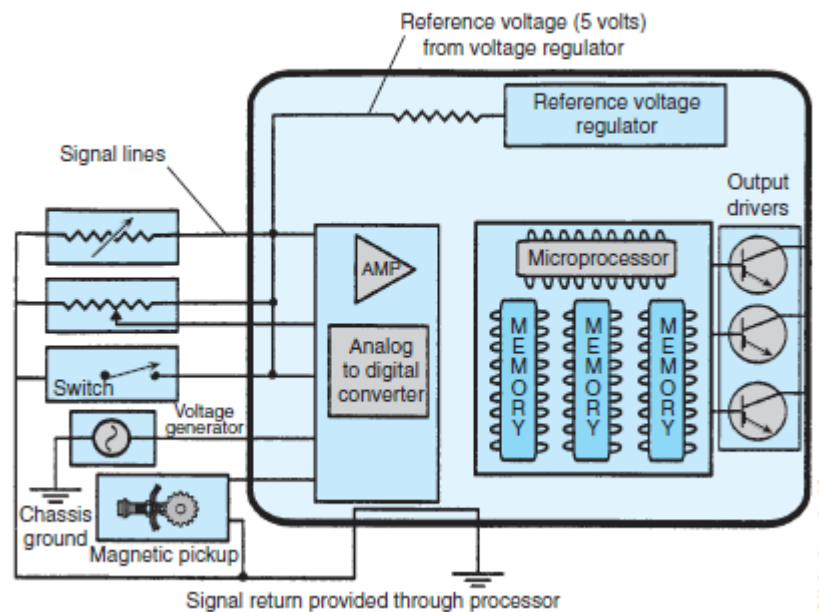 Reference voltage (5 volts)
from voltage regulator
Reference voltage
regulator
Signal lines
Output
drivers
AMP
Microprocessor
Analog
to digital
converter
MEMORY
MEMORY
MEMORY
Switch
Voltage
generator
Chassis
ground
Magnetic pickup
Signal return provided through processor